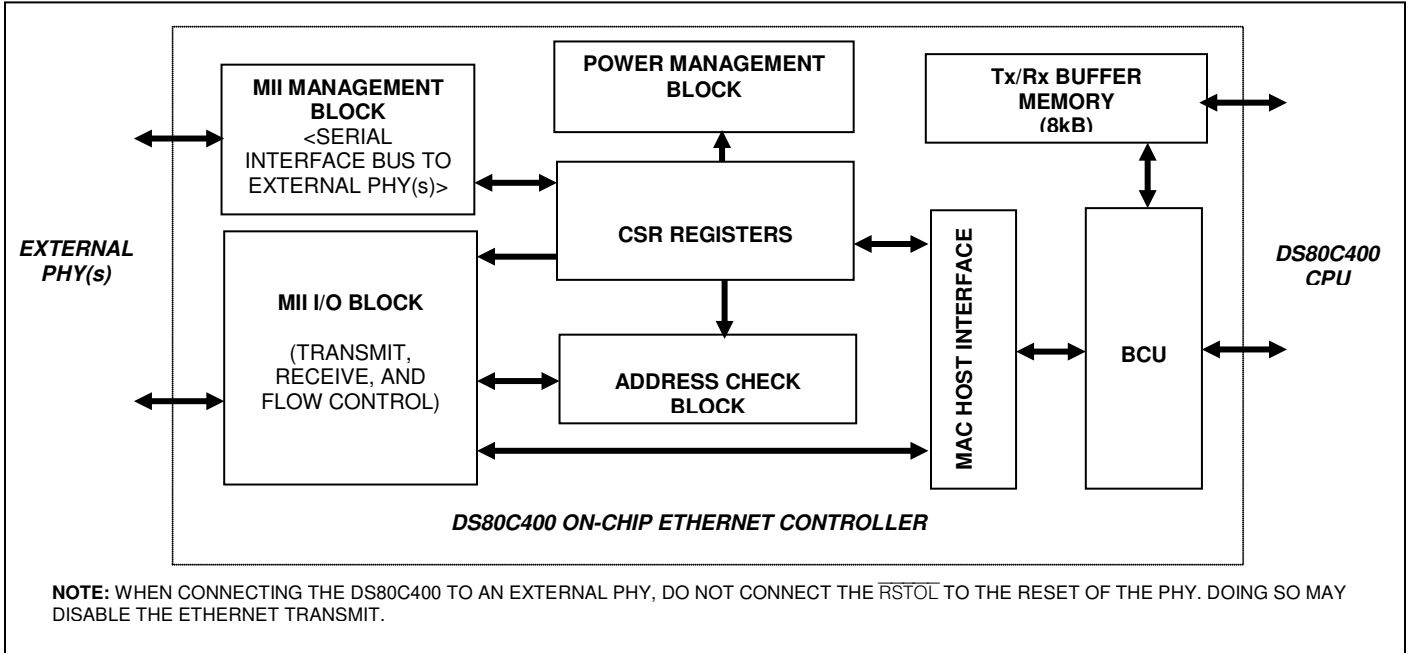 POWER MANAGEMENT
BLOCK
Tx/Rx BUFFER
MEMORY
(8kB)
MII MANAGEMENT
BLOCK
<SERIAL
INTERFACE BUS TO
EXTERNAL PHY(s)>
CSR REGISTERS
EXTERNAL
PHY(s)
MII I/O BLOCK
(TRANSMIT,
RECEIVE, AND
FLOW CONTROL)
ADDRESS CHECK
BLOCK
MAC HOST INTERFACE
BCU
DS80C400
CPU
DS80C400 ON-CHIP ETHERNET CONTROLLER
NOTE: WHEN CONNECTING THE DS80C400 TO AN EXTERNAL PHY, DO NOT CONNECT THE RSTOL TO THE RESET OF THE PHY. DOING SO MAY
DISABLE THE ETHERNET TRANSMIT.